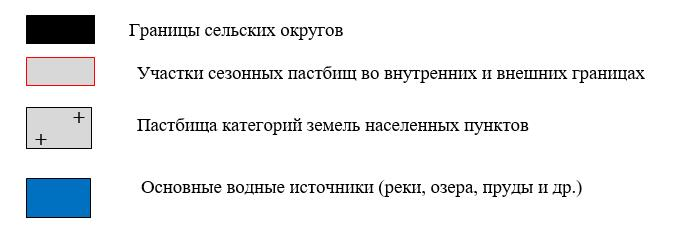 Границы сельских округов
Участки сезонных пастбищ во внутренних и внешних границах
Пастбища категорий земель населенных пунктов
Основные водные источники (реки, озера, пруды и др.)